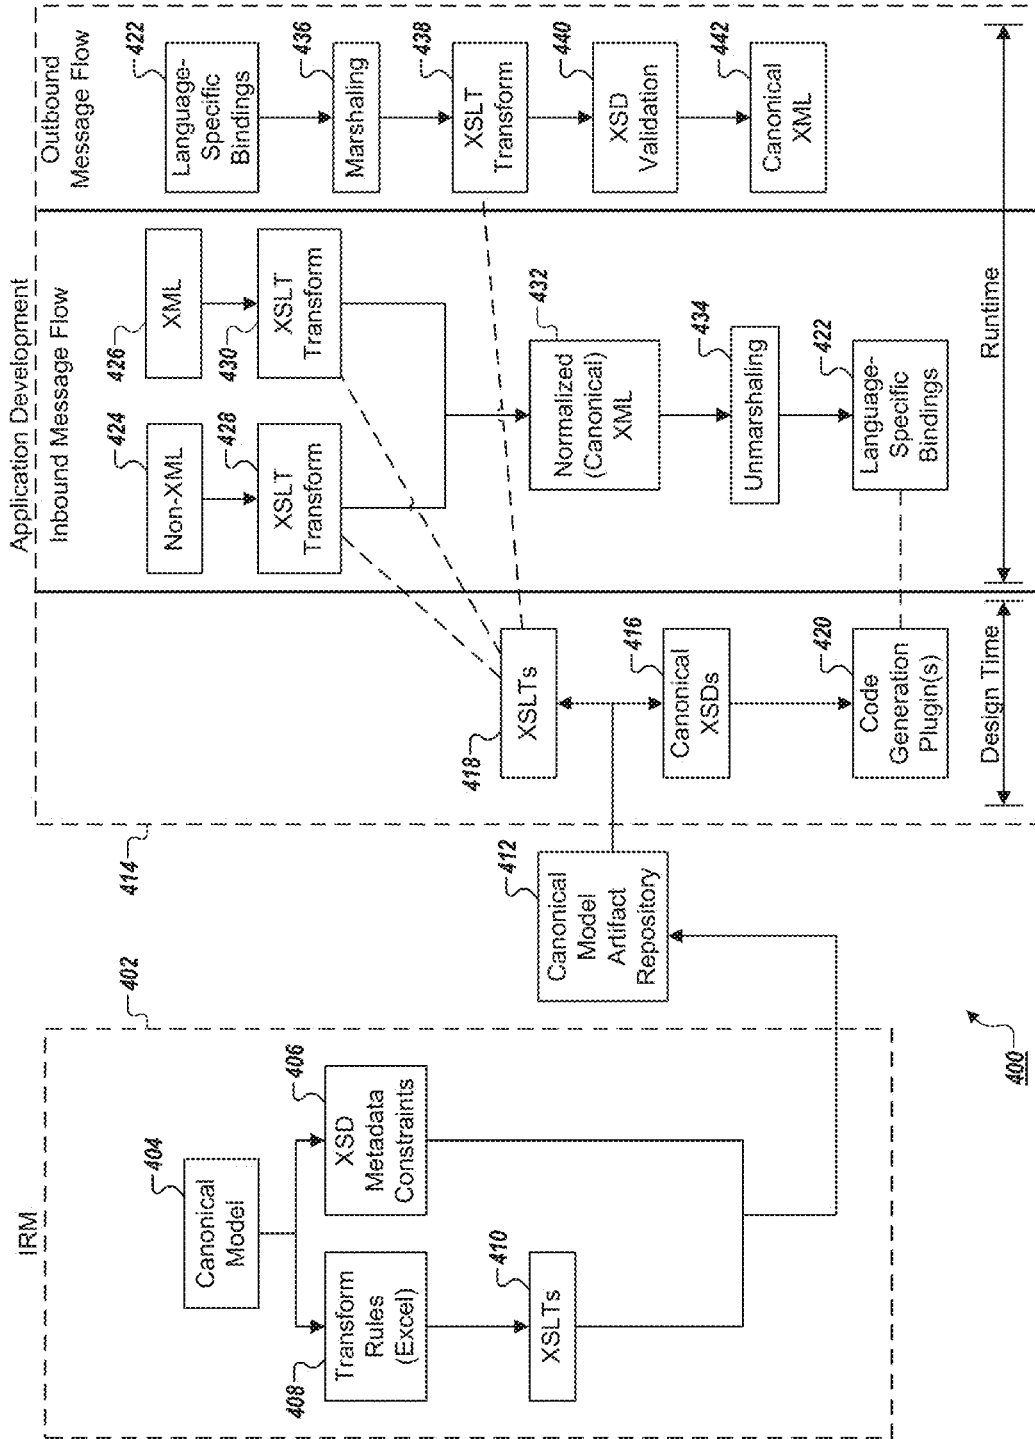 IRM
402
404
Canonical
Model
408
Transform
Rules
(Excel)
406
XSD
Metadata
Constraints
410
XSLTs
412
Canonical
Model
Artifact
Repository
400
414
Application Development
418
XSLTs
416
Canonical
XSDs
420
Code
Generation
Plugin(s)
Design Time
Inbound Message Flow
424
Non-XML
426
XML
428
XSLT
Transform
430
XSLT
Transform
432
Normalized
(Canonical)
XML
434
Unmarshaling
422
Language-
Specific
Bindings
Outbound
Message Flow
422
Language-
Specific
Bindings
436
Marshaling
438
XSLT
Transform
440
XSD
Validation
442
Canonical
XML
Runtime